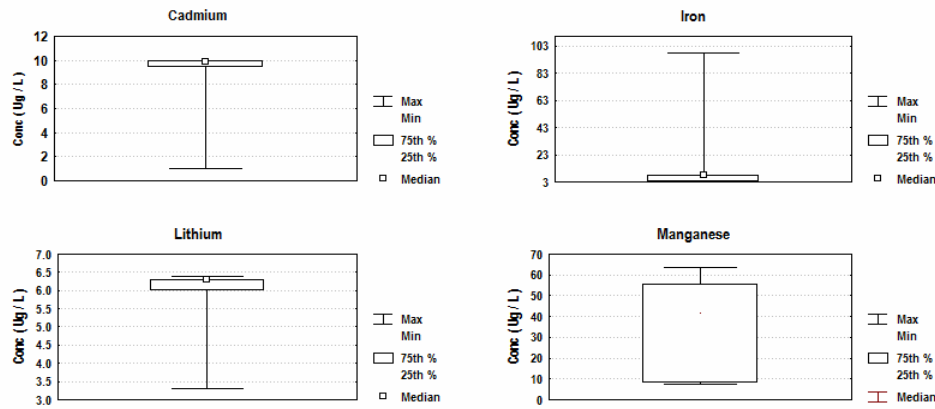 Cadmium
12
10
8
6
4
2
0
Conc (Ug / L)
Max
Min
75th %
25th %
Median
Iron
103
83
63
43
23
3
Conc (Ug / L)
Max
Min
75th %
25th %
Median
Lithium
7.0
6.5
6.0
5.5
5.0
4.5
4.0
3.5
3.0
Conc (Ug / L)
Max
Min
75th %
25th %
Median
Manganese
70
60
50
40
30
20
10
0
Conc (Ug / L)
Max
Min
75th %
25th %
Median